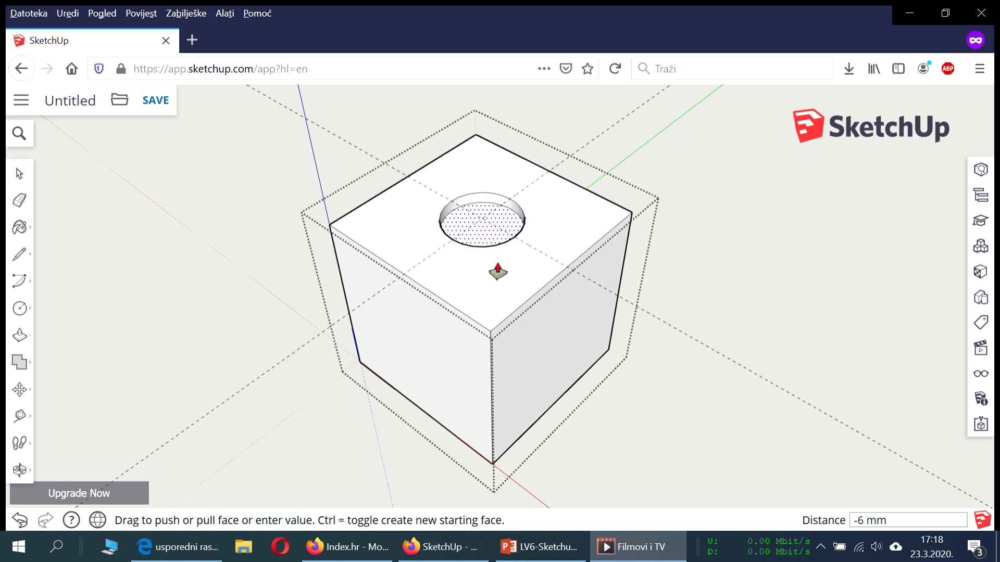 Datoteka Uredi Pogled Povijest Zabilješke Alati Pomoć
SketchUp
https://app.sketchup.com/app?hl=en
Traži
ABP
Untitled SAVE
SketchUp
Upgrade Now
Drag to push or pull face or enter value. Ctrl = toggle create new starting face.
Distance -6 mm
usporedni ras...
Index.hr - Mo...
SketchUp - ...
LV6-Sketchu...
Filmovi i TV
U: 0.00 Mbit/s
D: 0.00 Mbit/s
17:18
23.3.2020.
3